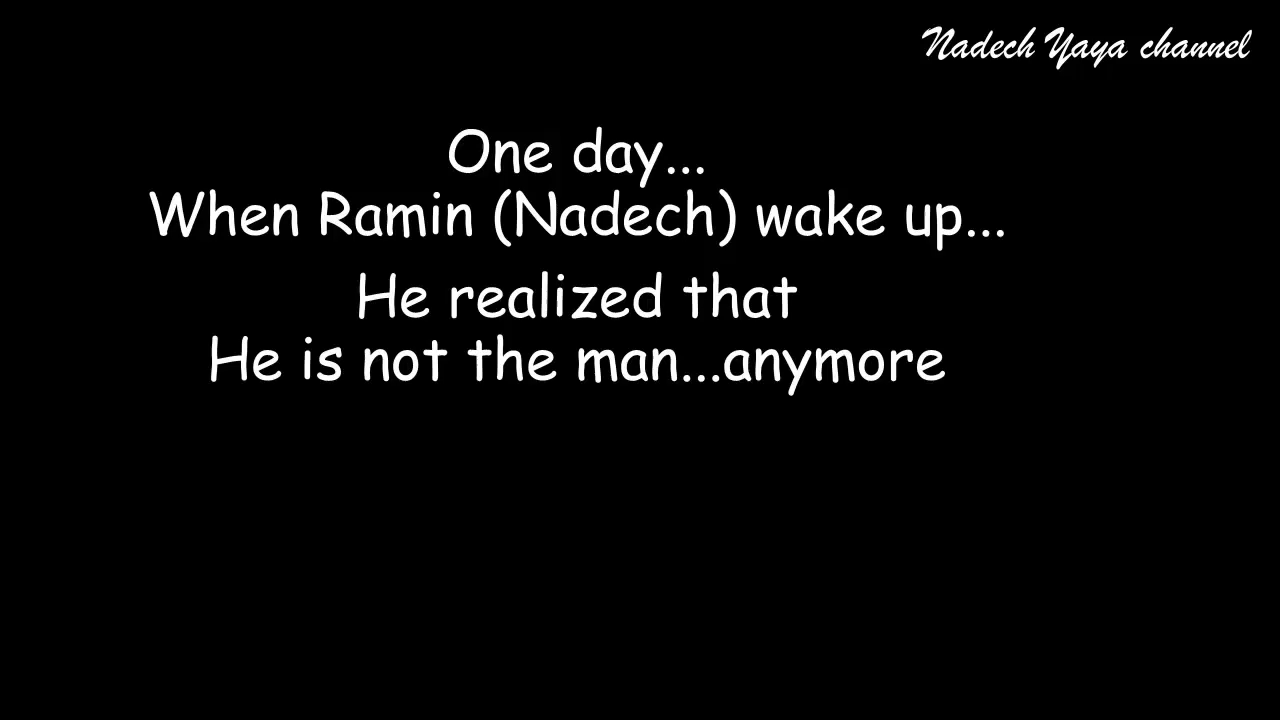 Nadech Yaya channel
One day...
When Ramin (Nadech) wake up...
He realized that
He is not the man...anymore